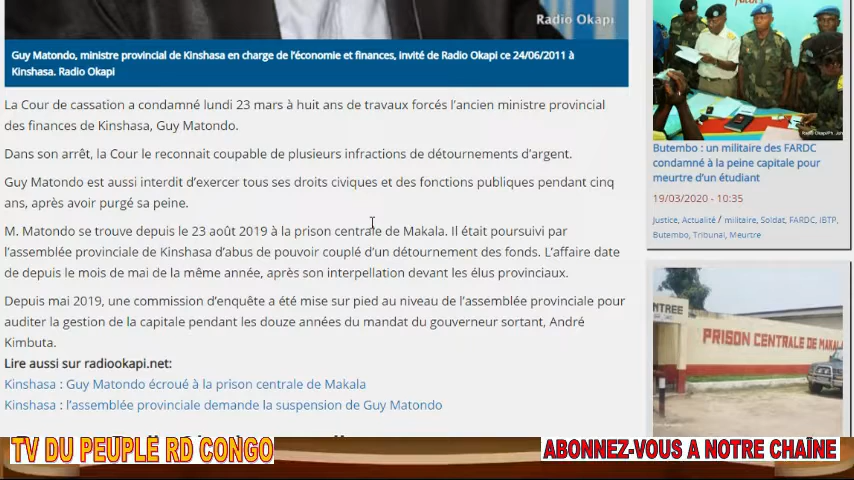 Radio Okapi
Guy Matondo, ministre provincial de Kinshasa en charge de l'économie et finances, invité de Radio Okapi ce 24/06/2011 à
Kinshasa. Radio Okapi
La Cour de cassation a condamné lundi 23 mars à huit ans de travaux forcés l'ancien ministre provincial
des finances de Kinshasa, Guy Matondo.
Dans son arrêt, la Cour le reconnait coupable de plusieurs infractions de détournements d'argent.
Guy Matondo est aussi interdit d'exercer tous ses droits civiques et des fonctions publiques pendant cinq
ans, après avoir purgé sa peine.
M. Matondo se trouve depuis le 23 août 2019 à la prison centrale de Makala. Il était poursuivi par
l'assemblée provinciale de Kinshasa d'abus de pouvoir couplé d'un détournement des fonds. L'affaire date
de depuis le mois de mai de la même année, après son interpellation devant les élus provinciaux.
Depuis mai 2019, une commission d'enquête a été mise sur pied au niveau de l'assemblée provinciale pour
auditer la gestion de la capitale pendant les douze années du mandat du gouverneur sortant, André
Kimbuta.
Lire aussi sur radiookapi.net:
Kinshasa : Guy Matondo écroué à la prison centrale de Makala
Kinshasa : l'assemblée provinciale demande la suspension de Guy Matondo
Butembo : un militaire des FARDC
condamné à la peine capitale pour
meurtre d'un étudiant
19/03/2020 - 10:35
Justice, Actualité / militaire, Soldat, FARDC, IBTP,
Butembo, Tribunal, Meurtre
NTREE
PRISON CENTRALE DE MAKALA
TV DU PEUPLE RD CONGO
ABONNEZ-VOUS A NOTRE CHAÎNE